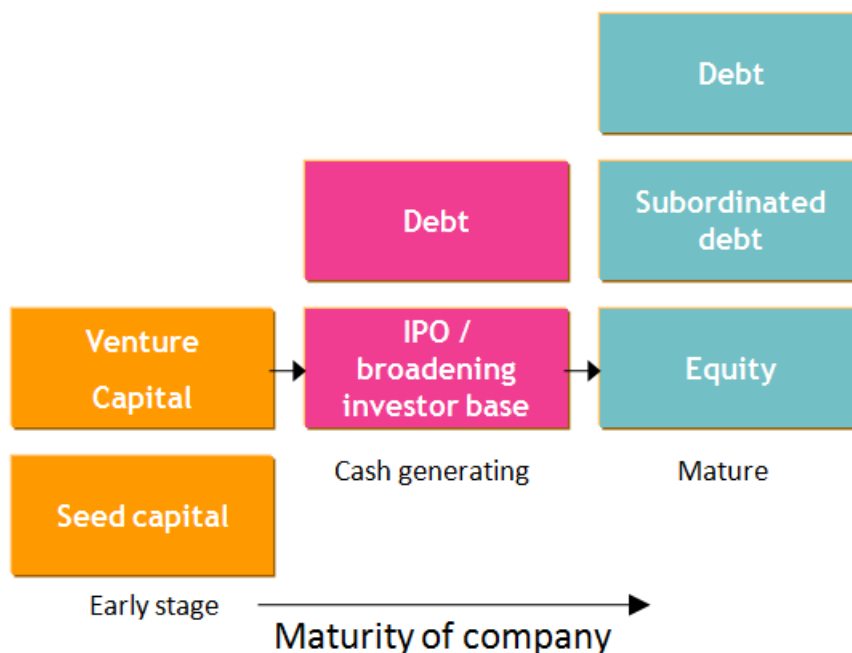 Debt
Debt
Subordinated
debt
Venture
Capital
IPO /
broadening
investor base
Equity
Cash generating
Mature
Seed capital
Early stage
Maturity of company